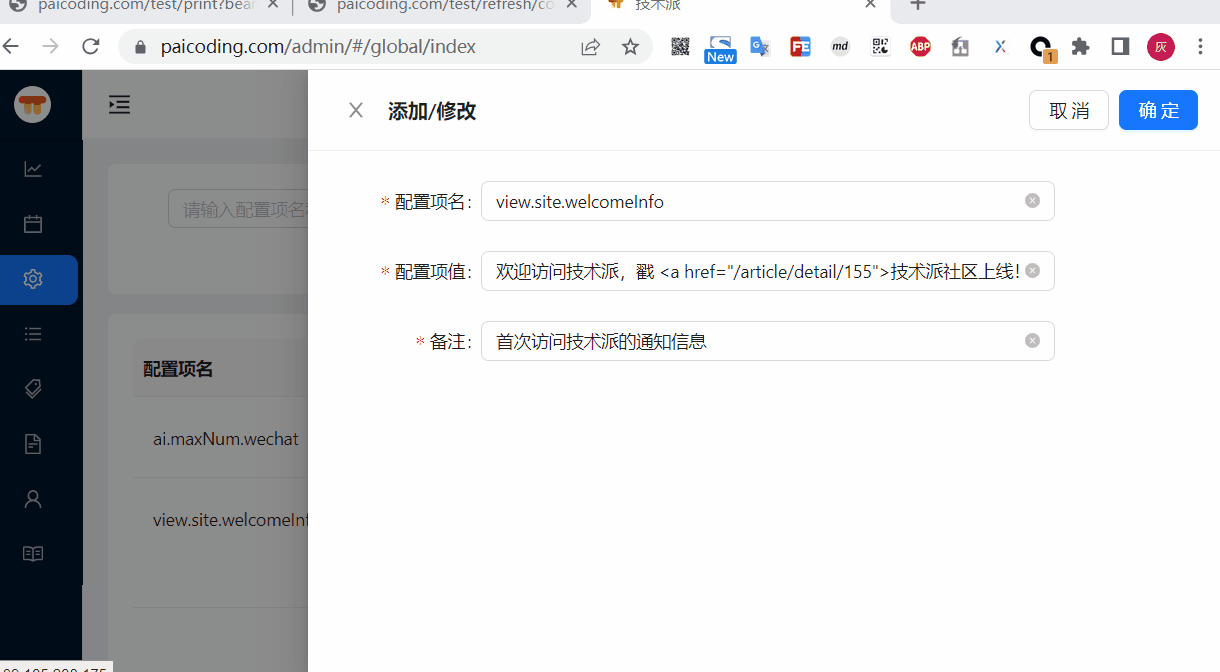 paicoding.com/test/print?bear
paicoding.com/test/refresh/co
技术派
paicoding.com/admin/#/global/index
New
FE
md
ABP
X
1
灰
添加/修改
取消
确定
请输入配置项名
* 配置项名:
view.site.welcomeInfo
* 配置项值:
欢迎访问技术派，戳 <a href="/article/detail/155">技术派社区上线!
* 备注:
首次访问技术派的通知信息
配置项名
ai.maxNum.wechat
view.site.welcomeInf